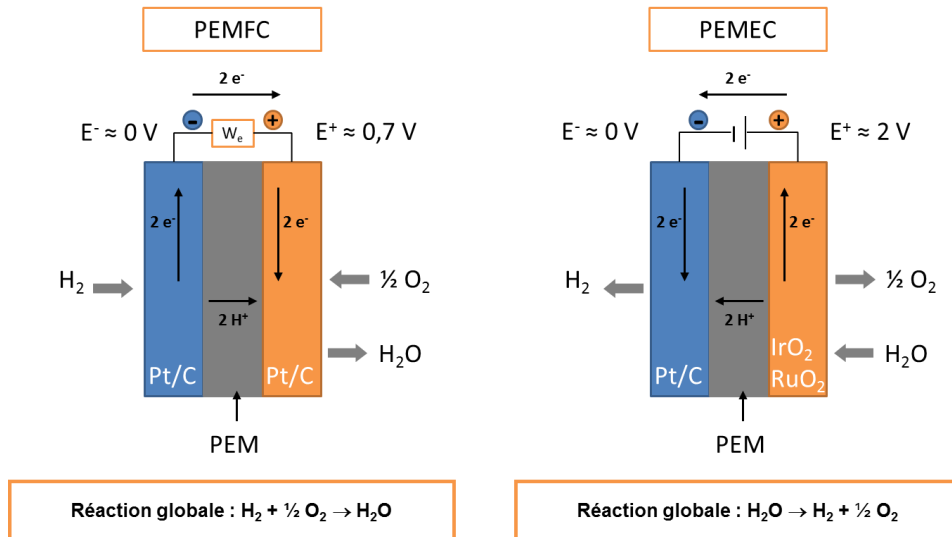 PEMFC
2 e⁻
-
+
E⁻ ≈ 0 V
Wₑ
E⁺ ≈ 0,7 V
2 e⁻
2 e⁻
H₂
½ O₂
2 H⁺
H₂O
Pt/C
Pt/C
PEM
Réaction globale : H₂ + ½ O₂ → H₂O
PEMEC
2 e⁻
-
+
E⁻ ≈ 0 V
E⁺ ≈ 2 V
2 e⁻
2 e⁻
H₂
½ O₂
2 H⁺
H₂O
Pt/C
IrO₂
RuO₂
PEM
Réaction globale : H₂O → H₂ + ½ O₂